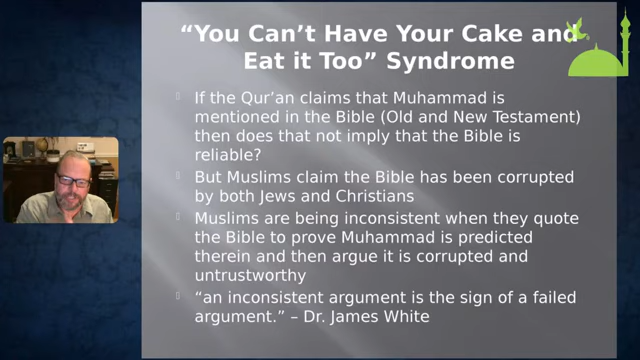 “You Can’t Have Your Cake and
Eat it Too” Syndrome
If the Qur’an claims that Muhammad is
mentioned in the Bible (Old and New Testament)
then does that not imply that the Bible is
reliable?
But Muslims claim the Bible has been corrupted
by both Jews and Christians
Muslims are being inconsistent when they quote
the Bible to prove Muhammad is predicted
therein and then argue it is corrupted and
untrustworthy
“an inconsistent argument is the sign of a failed
argument.” – Dr. James White